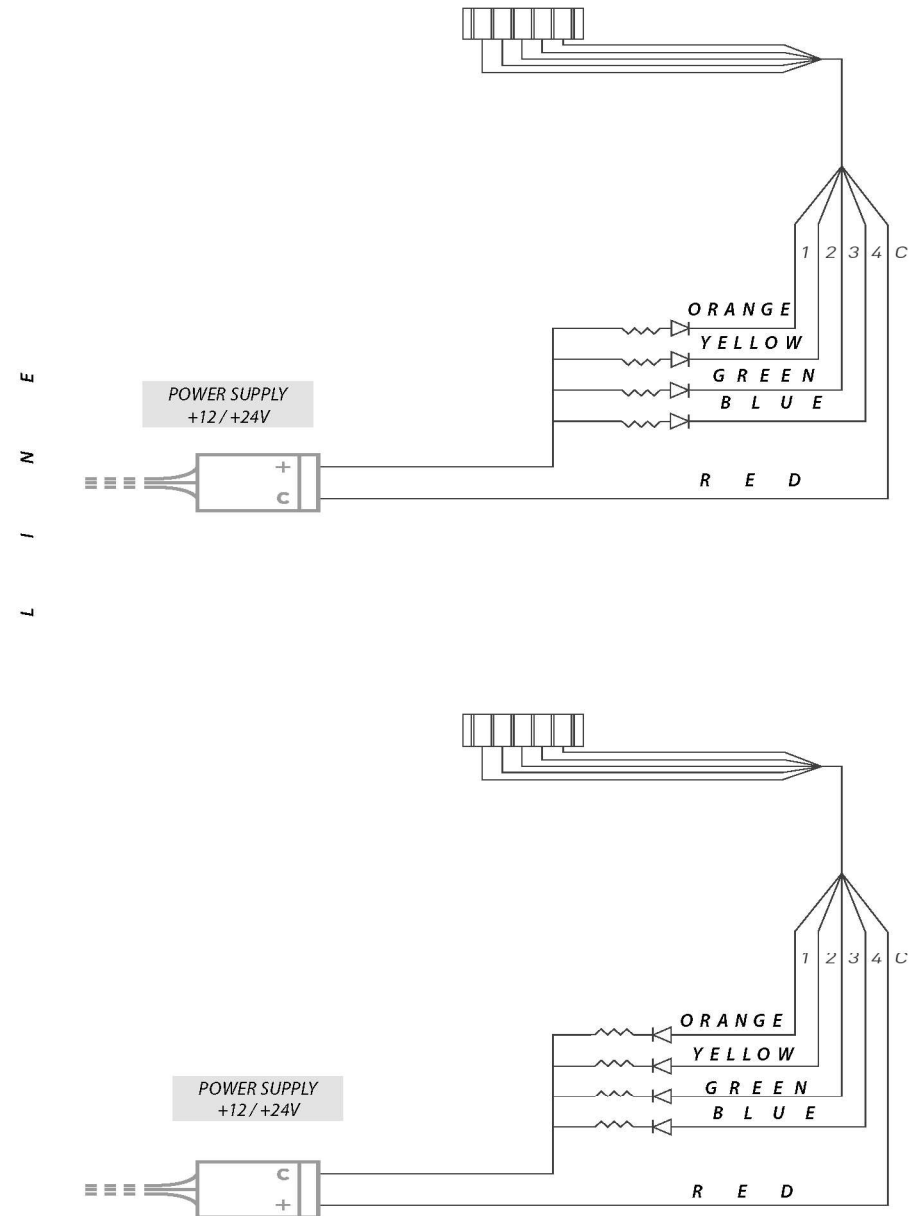 1 2 3 4 C
ORANGE
YELLOW
GREEN
BLUE
POWER SUPPLY
+12 / +24V
+
C
RED
LINE
1 2 3 4 C
ORANGE
YELLOW
GREEN
BLUE
POWER SUPPLY
+12 / +24V
C
+
RED